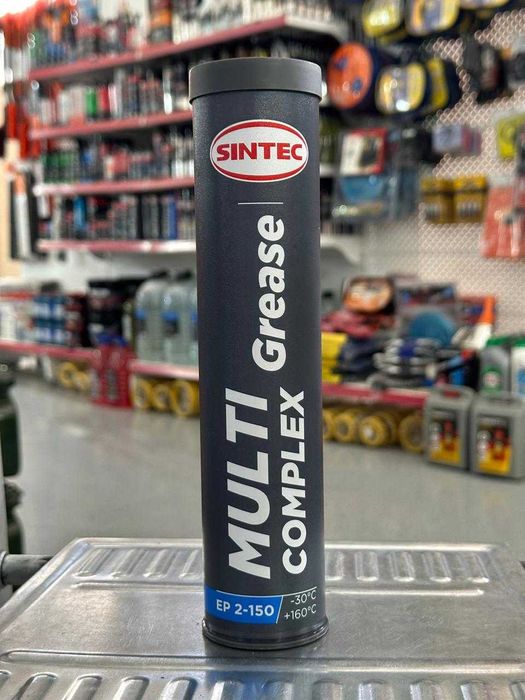 SINTEC
MULTI
COMPLEX
Grease
EP 2-150
-30°C
+160°C